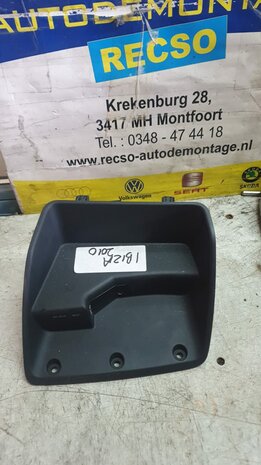 AUTODEMONTA
RECSO
Krekenburg 28,
3417 MH Montfoort
Tel.: 0348 - 47 44 18
www.recso-autodemontage.nl
Volkswagen
SEAT
IBIZA
2010